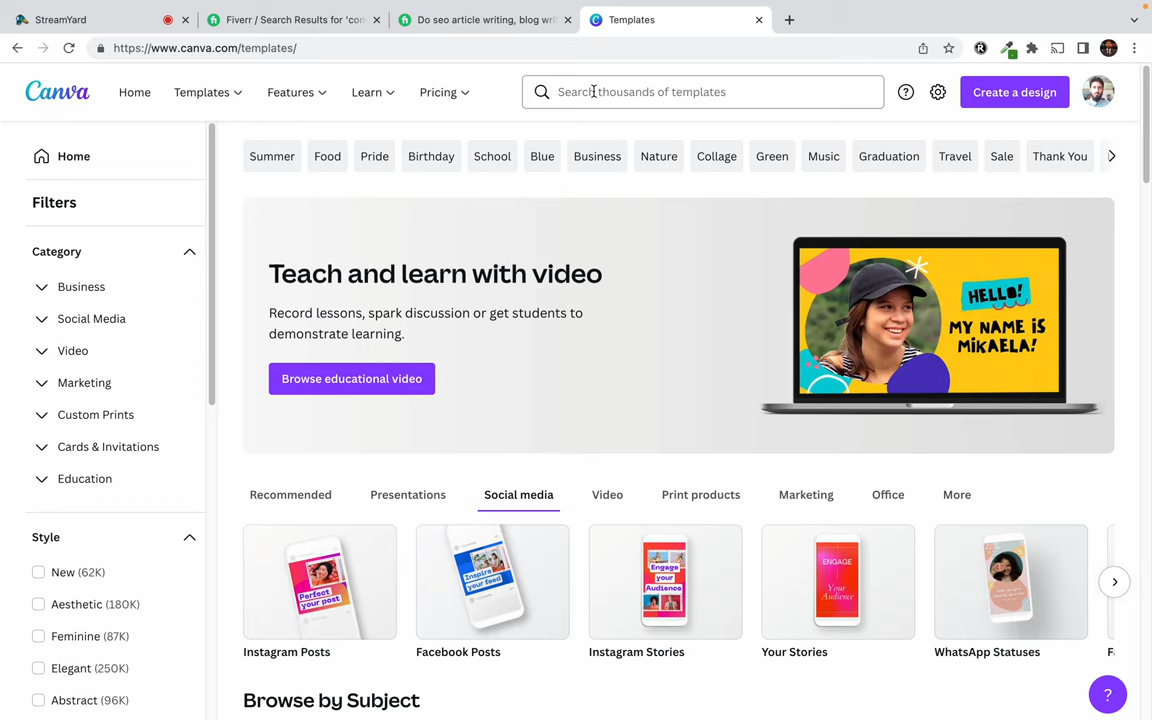 StreamYard
Fiverr / Search Results for 'con
Do seo article writing, blog wri
Templates
https://www.canva.com/templates/
Canva
Home
Templates
Features
Learn
Pricing
Search thousands of templates
Create a design
Home
Filters
Category
Business
Social Media
Video
Marketing
Custom Prints
Cards & Invitations
Education
Style
New (62K)
Aesthetic (180K)
Feminine (87K)
Elegant (250K)
Abstract (96K)
Summer
Food
Pride
Birthday
School
Blue
Business
Nature
Collage
Green
Music
Graduation
Travel
Sale
Thank You
Teach and learn with video
Record lessons, spark discussion or get students to
demonstrate learning.
Browse educational video
HELLO!
MY NAME IS
MIKAELA!
Recommended
Presentations
Social media
Video
Print products
Marketing
Office
More
Perfect
your post
Inspire
your feed
Engage
your
Audience
ENGAGE
Your
Audience
Instagram Posts
Facebook Posts
Instagram Stories
Your Stories
WhatsApp Statuses
Browse by Subject
?